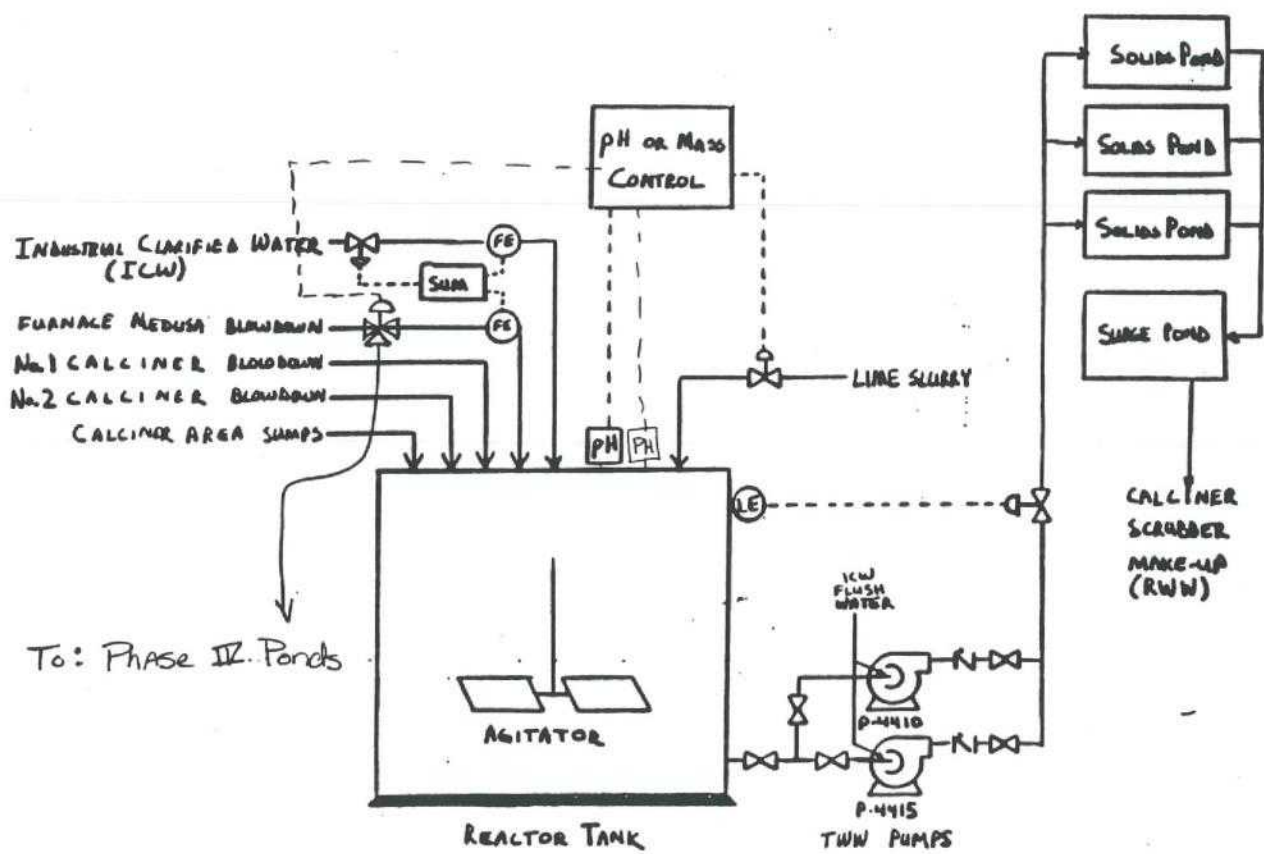 SOLIDS POND
pH OR MASS
CONTROL
SOLIDS POND
SOLIDS POND
INDUSTRIAL CLARIFIED WATER
(ICW)
FE
SUM
FURNACE MEDUSA BLOWDOWN
FE
SURGE POND
No.1 CALCINER BLOWDOWN
No.2 CALCINER BLOWDOWN
CALCINER AREA SUMPS
LIME SLURRY
pH
PH
LE
CALCINER
SCRUBBER
MAKE-UP
(RWW)
ICW
FLUSH
WATER
To: Phase IV Ponds
P-4410
AGITATOR
P-4415
REACTOR TANK
TWW PUMPS